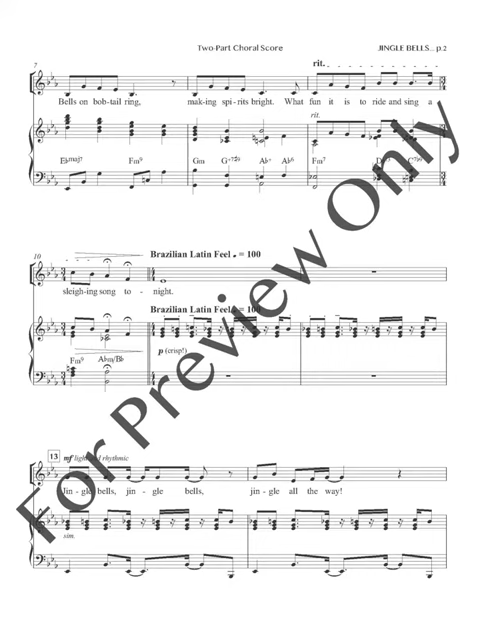 Two-Part Choral Score
JINGLE BELLS... p.2
7
rit.
Bells on bob-tail ring, mak-ing spi-rits bright. What fun it is to ride and sing a
rit.
E♭maj7 Fm9 Gm A♭+ A♭6 Fm7
10
Brazilian Latin Feel = 100
sleigh-ing song to- night.
Brazilian Latin Feel = 100
p (crisp!)
Fm9 A♭m/B♭
13
mf light and rhythmic
Jin - gle bells, jin - gle bells, jin - gle all the way!
sim.
For Preview Only